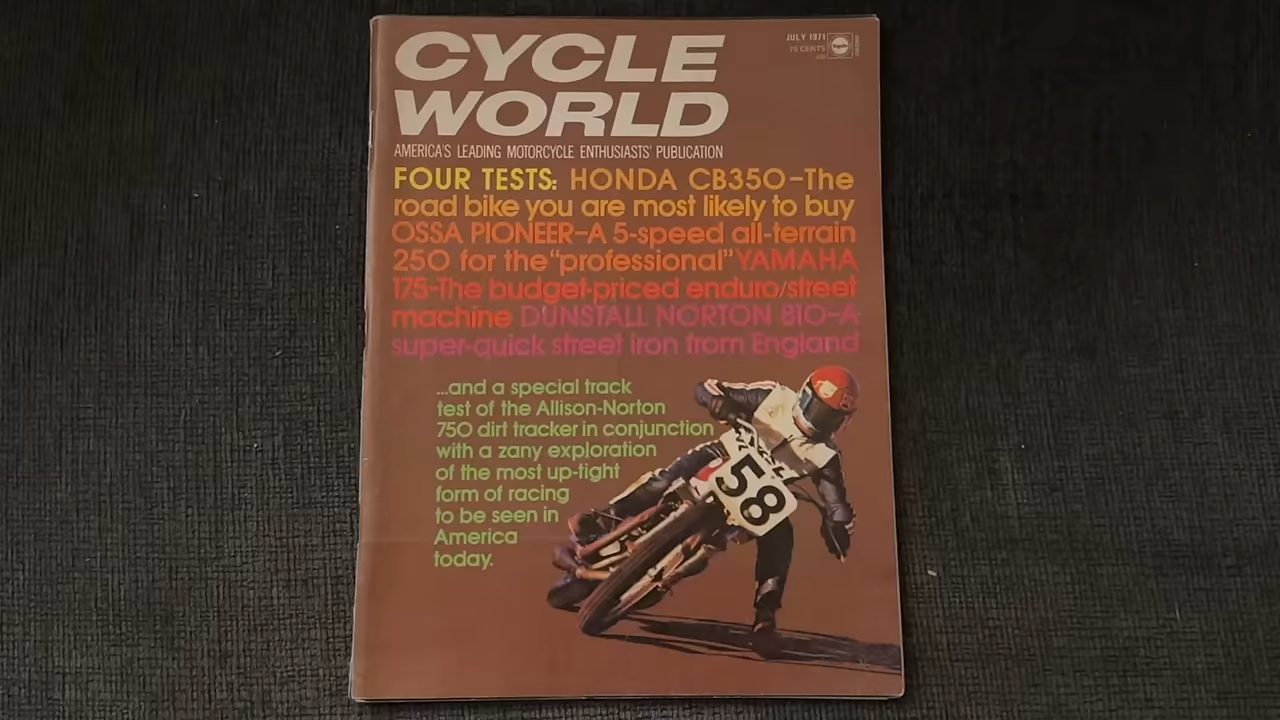 CYCLE
WORLD
JULY 1971
75 CENTS
AMERICA'S LEADING MOTORCYCLE ENTHUSIASTS' PUBLICATION
FOUR TESTS: HONDA CB350–The
road bike you are most likely to buy
OSSA PIONEER–A 5-speed all-terrain
250 for the "professional" YAMAHA
175-The budget-priced enduro/street
machine DUNSTALL NORTON 810–A
super-quick street iron from England
...and a special track
test of the Allison-Norton
750 dirt tracker in conjunction
with a zany exploration
of the most up-tight
form of racing
to be seen in
America
today.
58